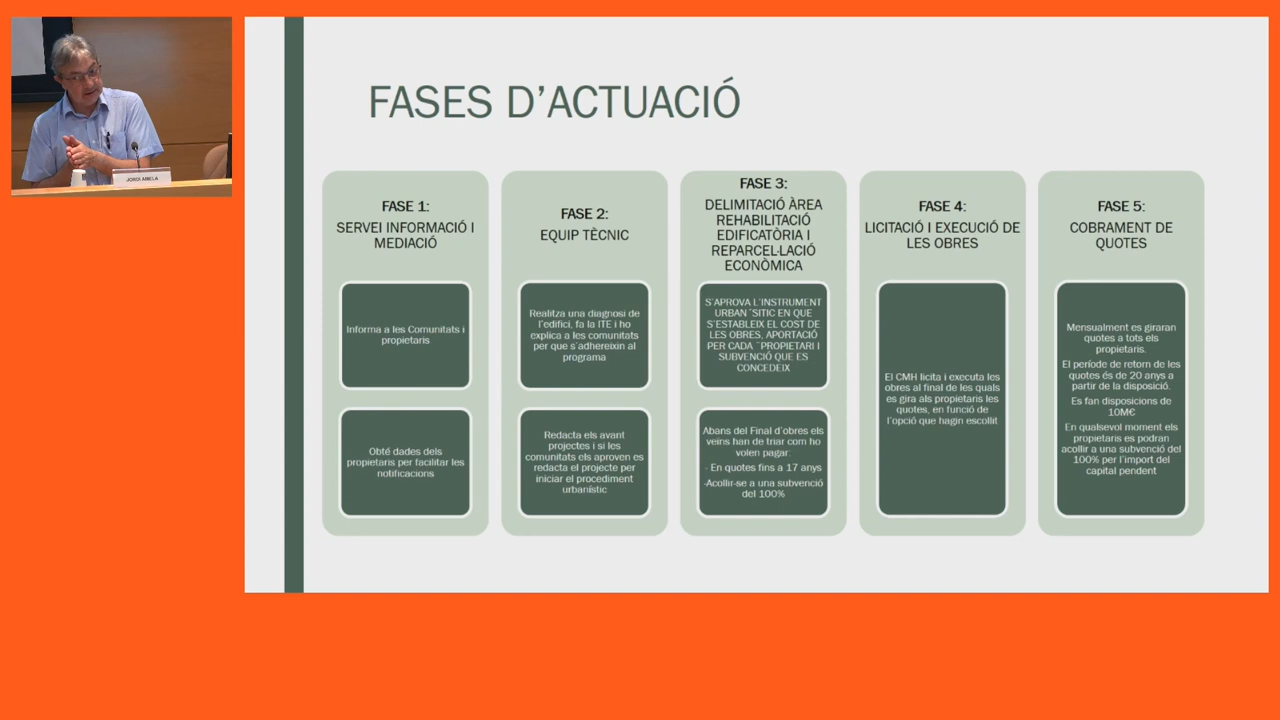 JORDI AMELA
FASES D'ACTUACIÓ
FASE 1:
SERVEI INFORMACIÓ I
MEDIACIÓ
Informa a les Comunitats i
propietaris
Obté dades dels
propietaris per facilitar les
notificacions
FASE 2:
EQUIP TÈCNIC
Realitza una diagnosi de
l'edifici, fa la ITE i ho
explica a les comunitats
per que s'adhereixin al
programa
Redacta els avant
projectes i si les
comunitats els aproven es
redacta el projecte per
iniciar el procediment
urbanístic
FASE 3:
DELIMITACIÓ ÀREA
REHABILITACIÓ
EDIFICATÒRIA I
REPARCEL·LACIÓ
ECONÒMICA
S'APROVA L'INSTRUMENT
URBAN´SITIC EN QUE
S'ESTABLEIX EL COST DE
LES OBRES, APORTACIÓ
PER CADA ¨PROPIETARI I
SUBVENCIÓ QUE ES
CONCEDEIX
Abans del Final d'obres els
veïns han de triar com ho
volen pagar:
- En quotes fins a 17 anys
-Acollir-se a una subvenció
del 100%
FASE 4:
LICITACIÓ I EXECUCIÓ DE
LES OBRES
El CMH licita i executa les
obres al final de les quals
es gira als propietaris les
quotes, en funció de
l'opció que hagin escollit
FASE 5:
COBRAMENT DE
QUOTES
Mensualment es giraran
quotes a tots els
propietaris.
El període de retorn de les
quotes és de 20 anys a
partir de la disposició.
Es fan disposicions de
10M€
En qualsevol moment els
propietaris es podran
acollir a una subvenció del
100% per l'import del
capital pendent